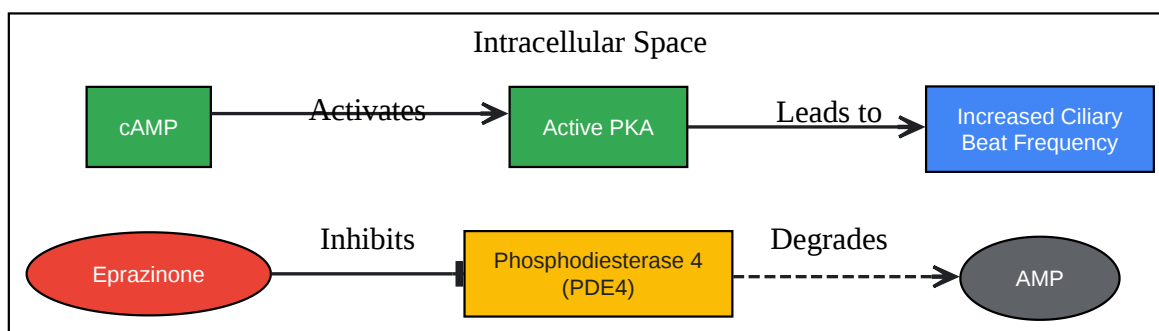 Intracellular Space
cAMP
Activates
Active PKA
Leads to
Increased Ciliary
Beat Frequency
Eprazinone
Inhibits
Phosphodiesterase 4
(PDE4)
Degrades
AMP